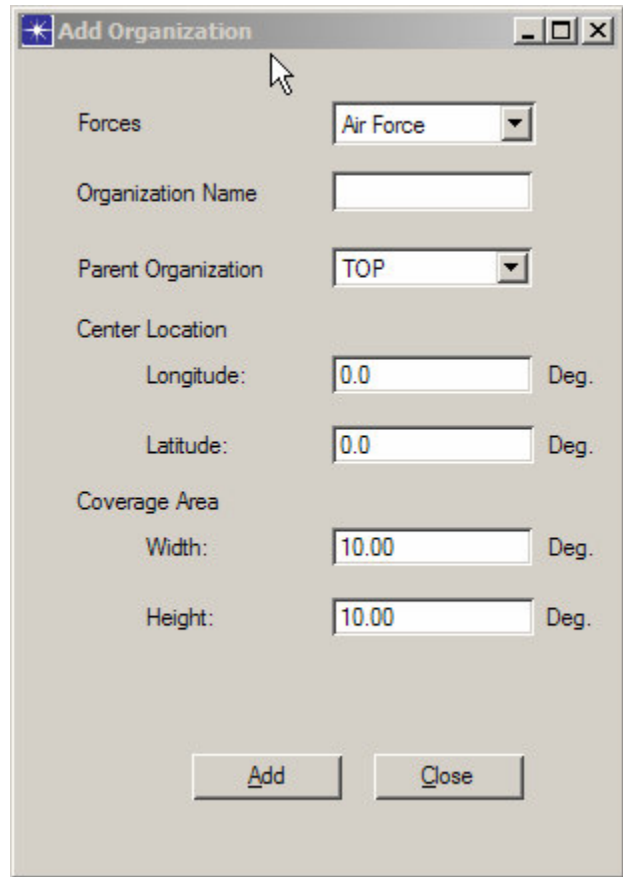 Add Organization
Forces Air Force
Organization Name
Parent Organization TOP
Center Location
Longitude: 0.0 Deg.
Latitude: 0.0 Deg.
Coverage Area
Width: 10.00 Deg.
Height: 10.00 Deg.
Add Close